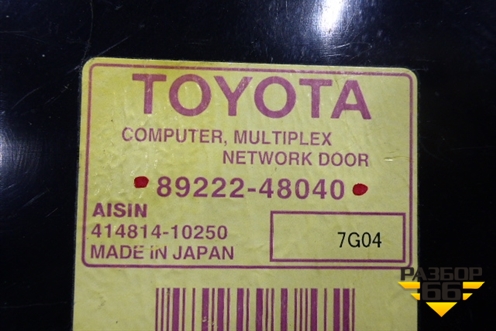 TOYOTA
COMPUTER, MULTIPLEX
NETWORK DOOR
89222-48040
AISIN
414814-10250
MADE IN JAPAN
7G04
РАЗБОР
66